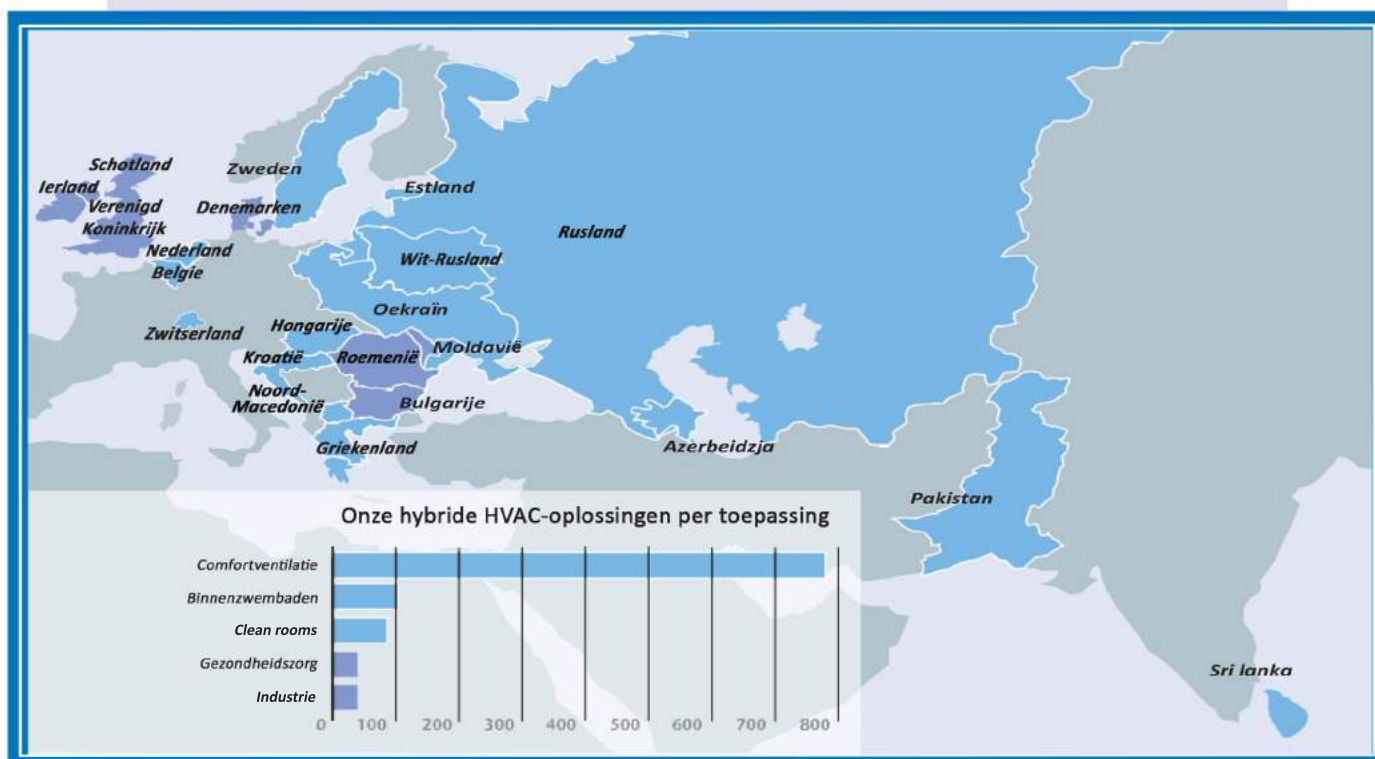 Schotland
Ierland
Zweden
Estland
Verenigd
Koninkrijk
Denemarken
Rusland
Nederland
Belgie
Wit-Rusland
Oekraïn
Zwitserland
Hongarije
Kroatië
Roemenië
Moldavië
Noord-
Macedonië
Bulgarije
Griekenland
Azerbeidzja
Pakistan
Sri lanka
Onze hybride HVAC-oplossingen per toepassing
Comfortventilatie
Binnenzwembaden
Clean rooms
Gezondheidszorg
Industrie
0 100 200 300 400 500 600 700 800